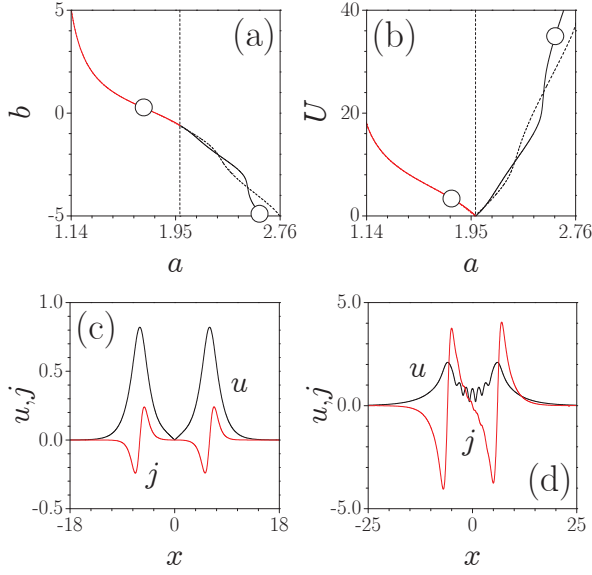 5 (a) 40 (b)
b 0 U 20
-5 0
1.14 1.95 2.76 1.14 1.95 2.76
a a
1.0 (c) 5.0
u,j 0.5 u u,j u
0.0 j 0.0 j
-0.5 -5.0 (d)
-18 0 18 -25 0 25
x x